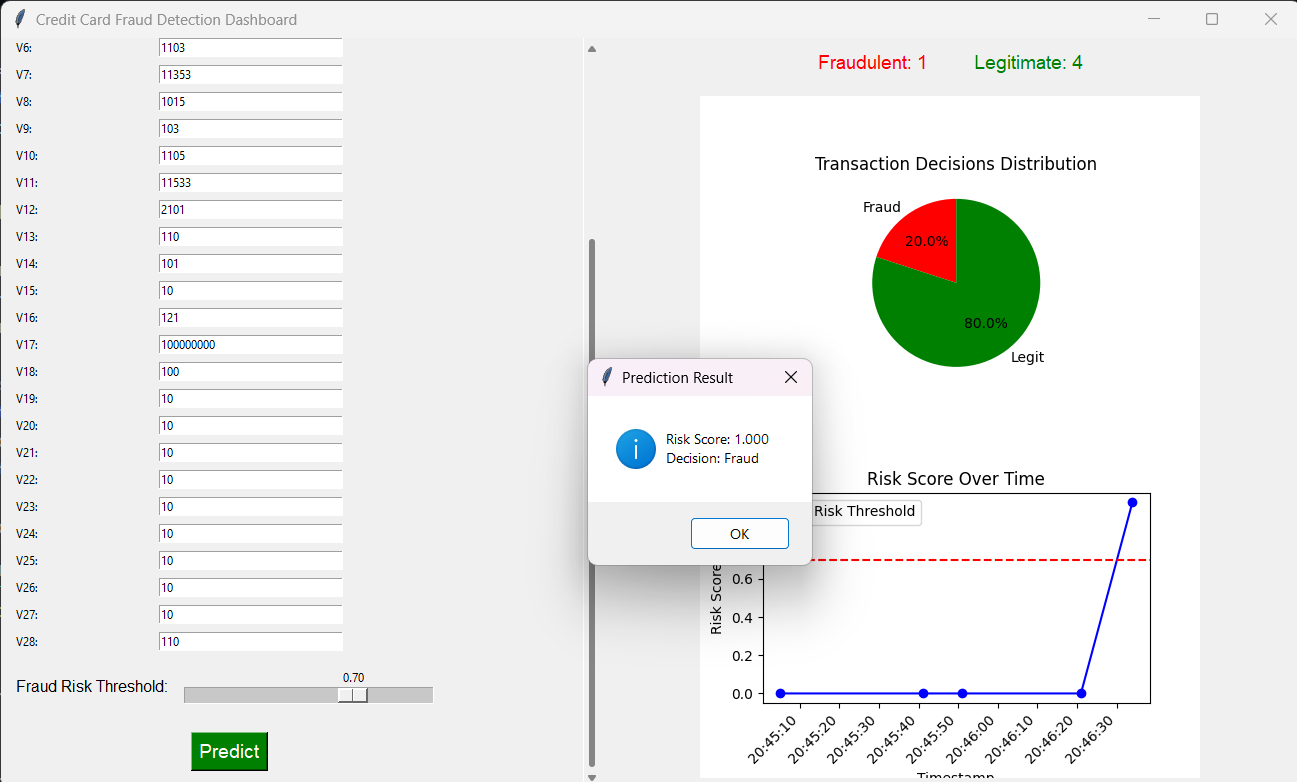 Credit Card Fraud Detection Dashboard
V6: 1103
V7: 11353
V8: 1015
V9: 103
V10: 1105
V11: 11533
V12: 2101
V13: 110
V14: 101
V15: 10
V16: 121
V17: 100000000
V18: 100
V19: 10
V20: 10
V21: 10
V22: 10
V23: 10
V24: 10
V25: 10
V26: 10
V27: 10
V28: 110
Fraud Risk Threshold: 0.70
Predict
Fraudulent: 1 Legitimate: 4
Transaction Decisions Distribution
Fraud
20.0%
80.0%
Legit
Prediction Result
Risk Score: 1.000
Decision: Fraud
OK
Risk Score Over Time
Risk Threshold
Risk Score
0.6
0.4
0.2
0.0
20:45:10 20:45:20 20:45:30 20:45:40 20:45:50 20:46:00 20:46:10 20:46:20 20:46:30
Timestamp